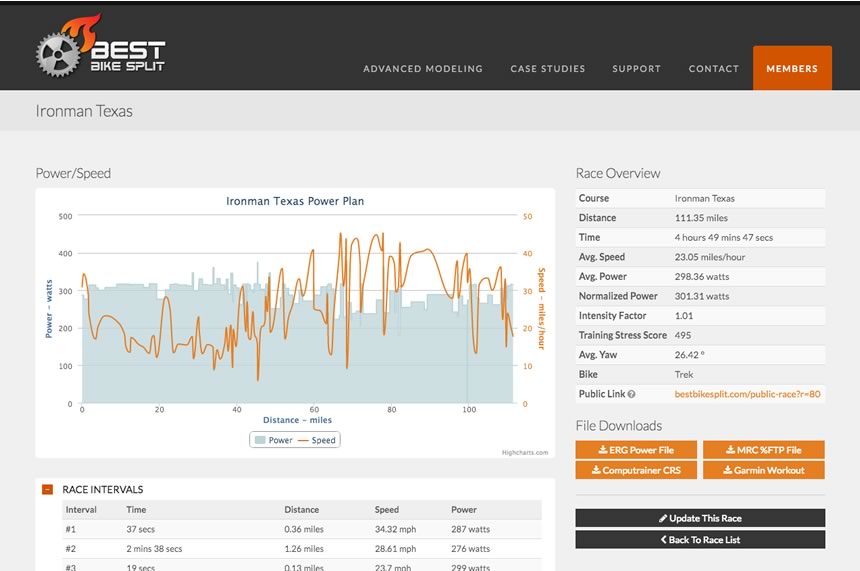 BEST
BIKE SPLIT
ADVANCED MODELING CASE STUDIES SUPPORT CONTACT MEMBERS
Ironman Texas
Power/Speed
Ironman Texas Power Plan
500 50
400 40
300 30
200 20
100 10
0 0
Power – watts
Speed – miles/hour
0 20 40 60 80 100
Distance – miles
Power Speed
Highcharts.com
RACE INTERVALS
Interval Time Distance Speed Power
#1 37 secs 0.36 miles 34.32 mph 287 watts
#2 2 mins 38 secs 1.26 miles 28.61 mph 276 watts
#3 19 secs 0.13 miles 23.7 mph 299 watts
Race Overview
Course Ironman Texas
Distance 111.35 miles
Time 4 hours 49 mins 47 secs
Avg. Speed 23.05 miles/hour
Avg. Power 298.36 watts
Normalized Power 301.31 watts
Intensity Factor 1.01
Training Stress Score 495
Avg. Yaw 26.42 º
Bike Trek
Public Link bestbikesplit.com/public-race?r=80
File Downloads
ERG Power File MRC %FTP File
Computrainer CRS Garmin Workout
Update This Race
Back To Race List